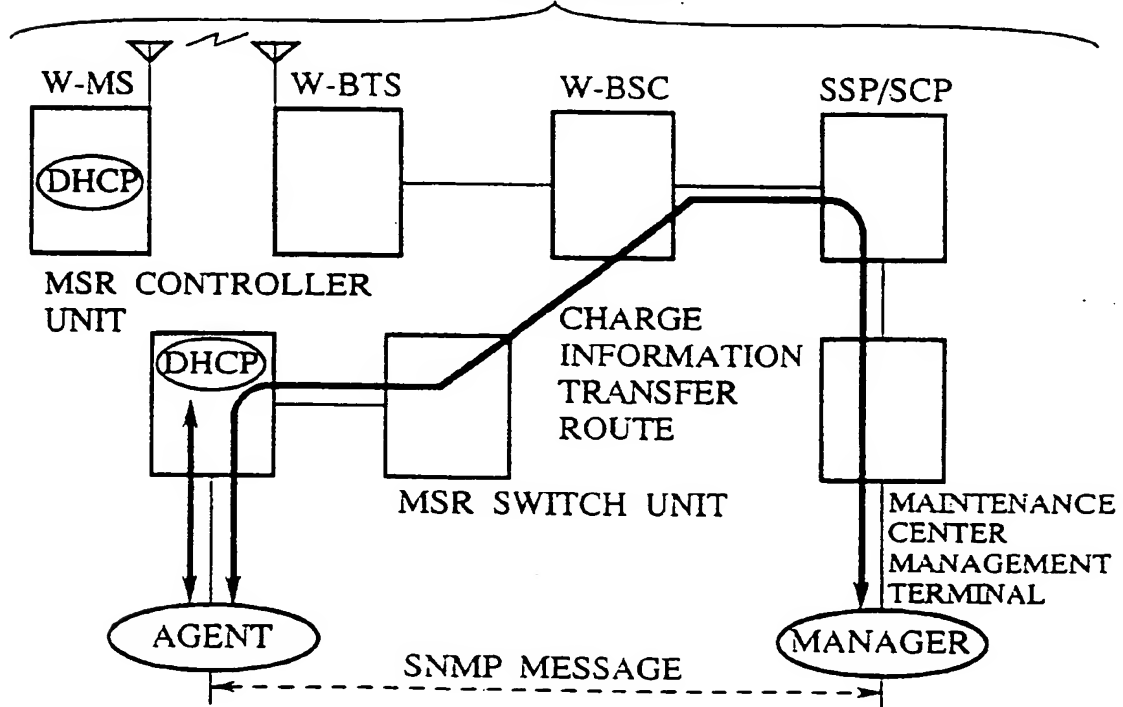 W-MS
W-BTS
W-BSC
SSP/SCP
DHCP
MSR CONTROLLER
UNIT
DHCP
CHARGE
INFORMATION
TRANSFER
ROUTE
MSR SWITCH UNIT
MAINTENANCE
CENTER
MANAGEMENT
TERMINAL
AGENT
MANAGER
SNMP MESSAGE